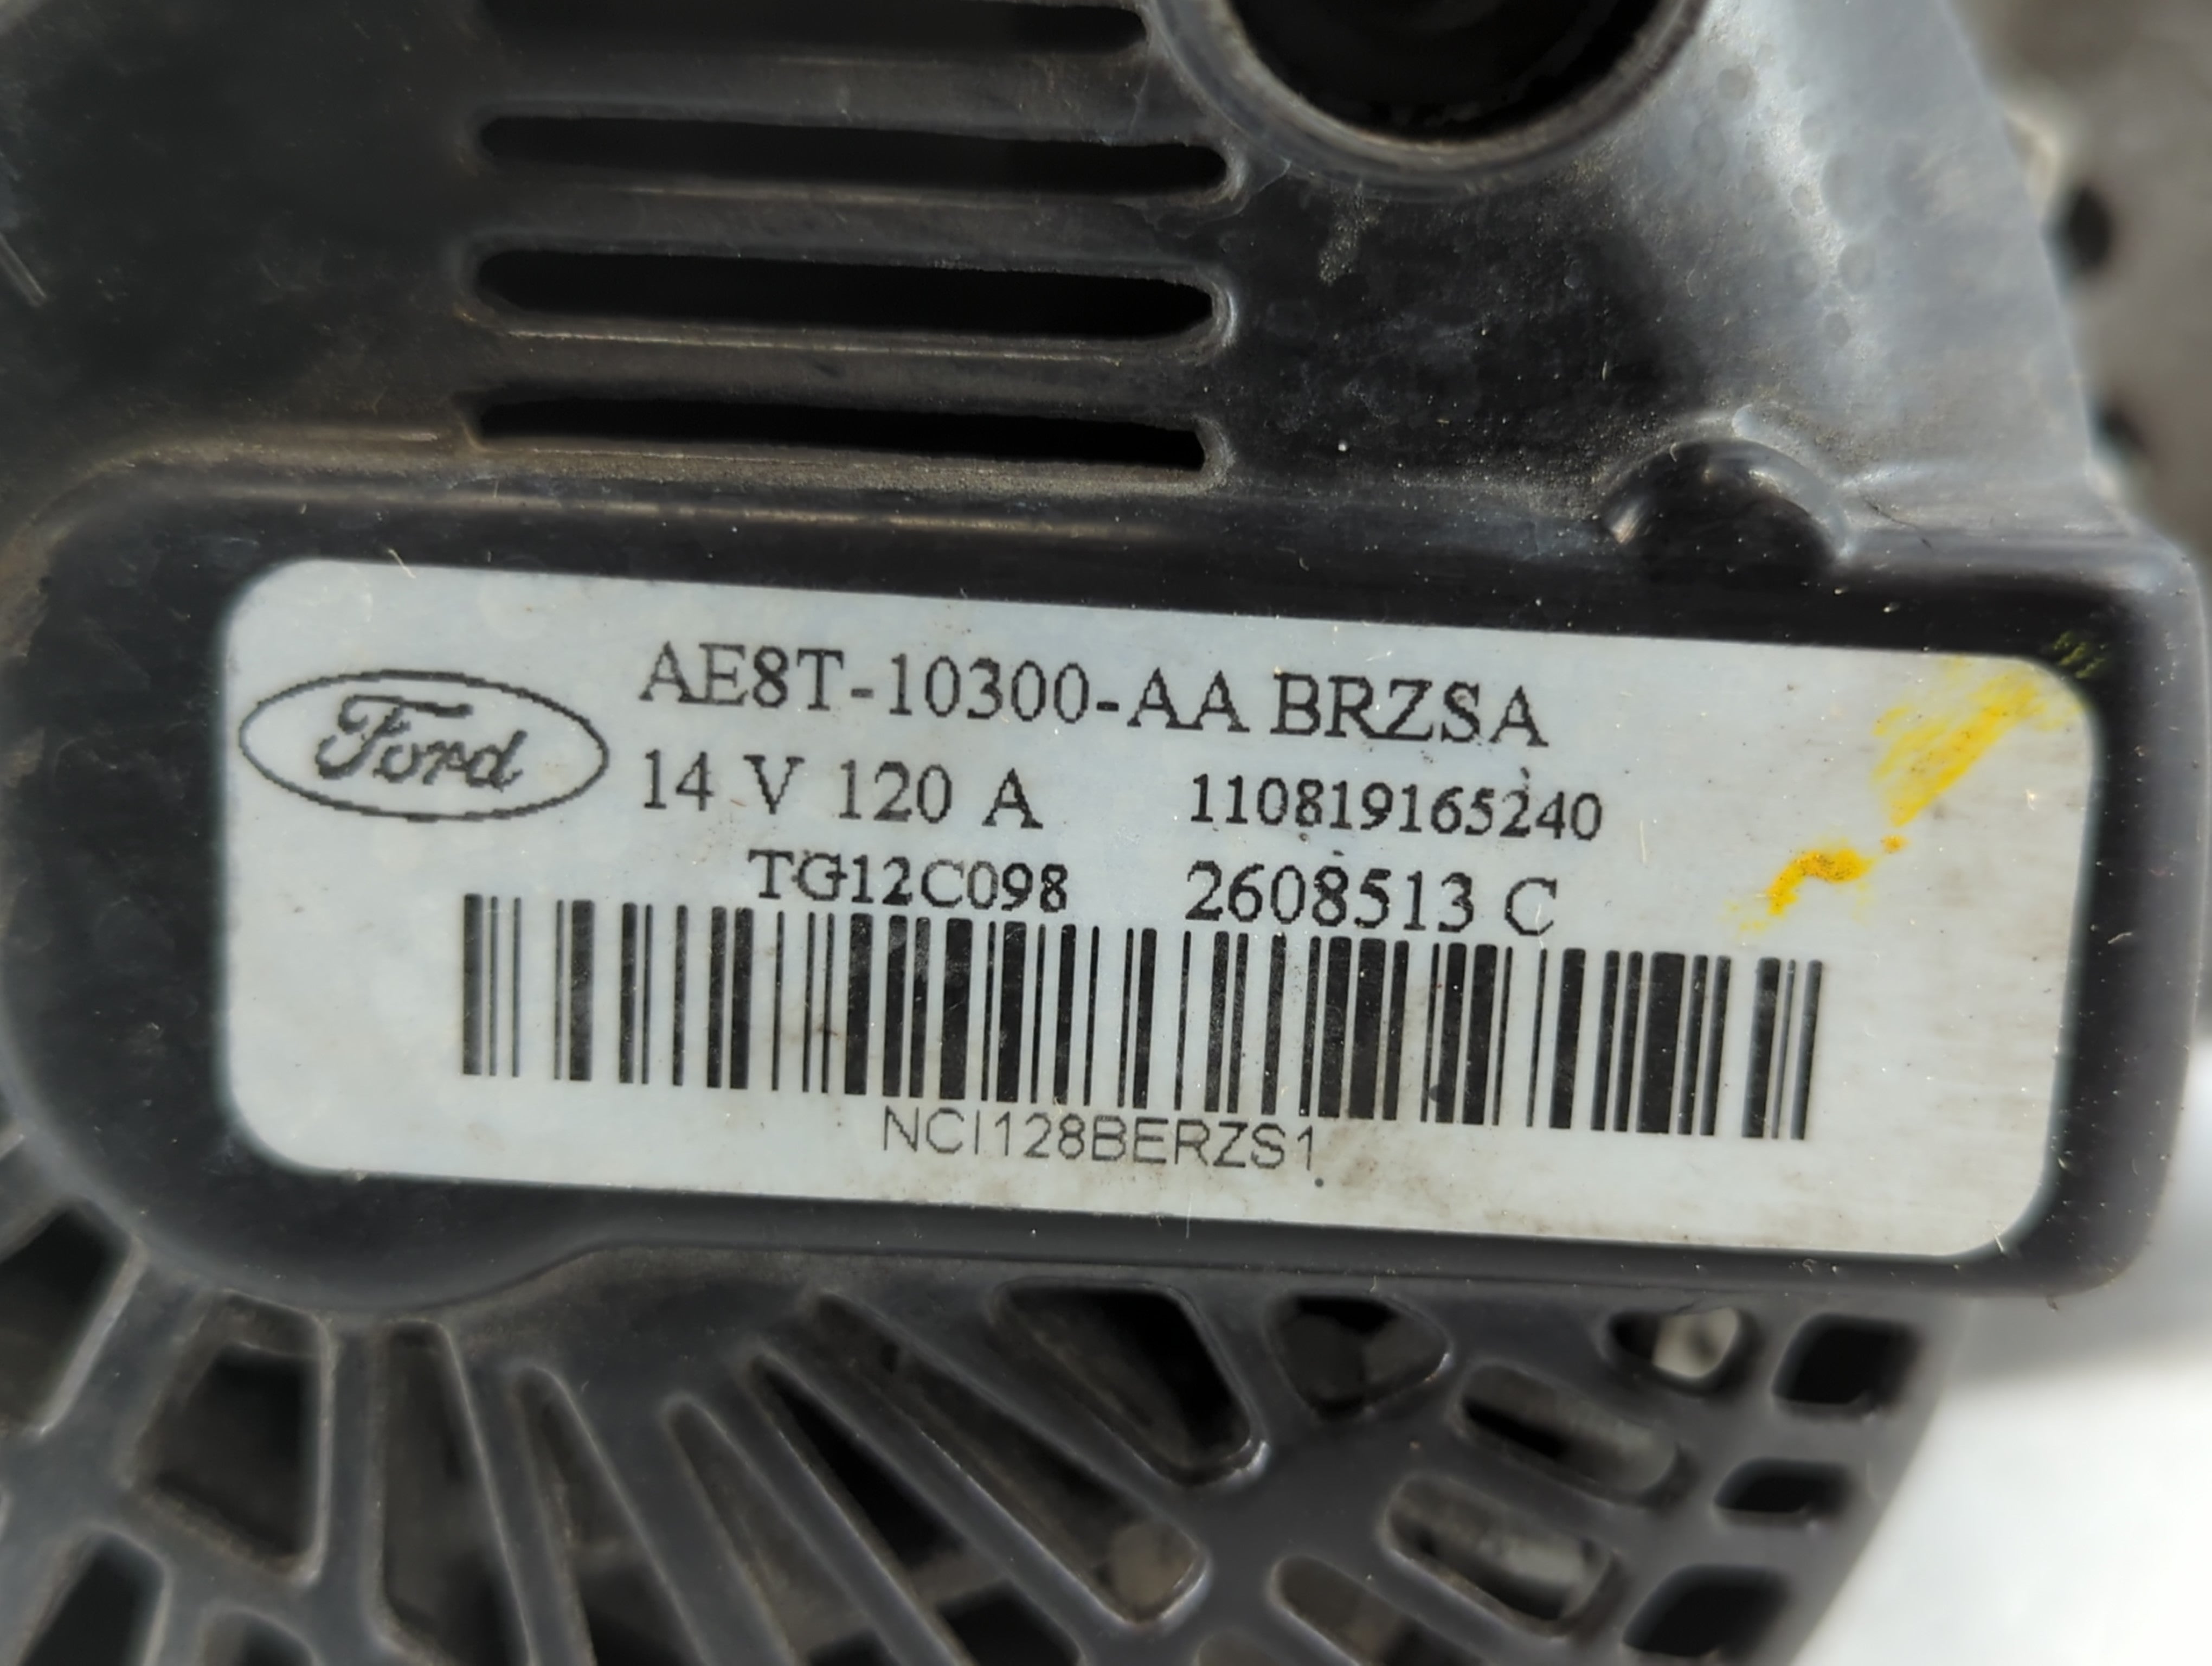 Ford
AE8T-10300-AA BRZSA
14 V 120 A 110819165240
TG12C098 2608513 C
NCI128BERZS1